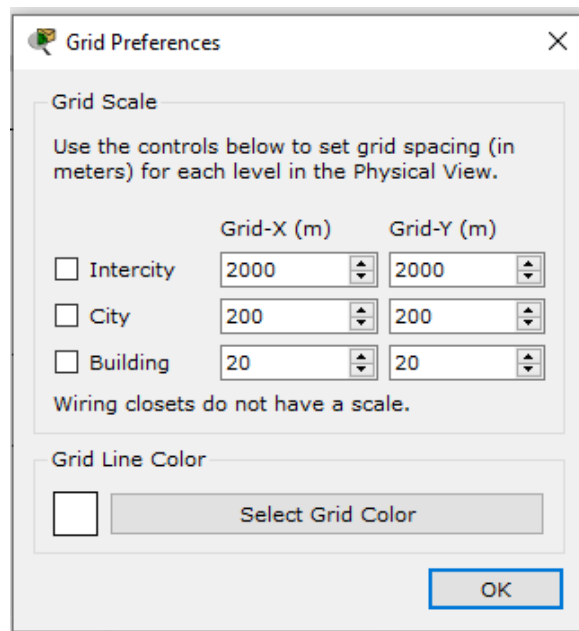 Grid Preferences
Grid Scale
Use the controls below to set grid spacing (in
meters) for each level in the Physical View.
Grid-X (m) Grid-Y (m)
Intercity 2000 2000
City 200 200
Building 20 20
Wiring closets do not have a scale.
Grid Line Color
Select Grid Color
OK